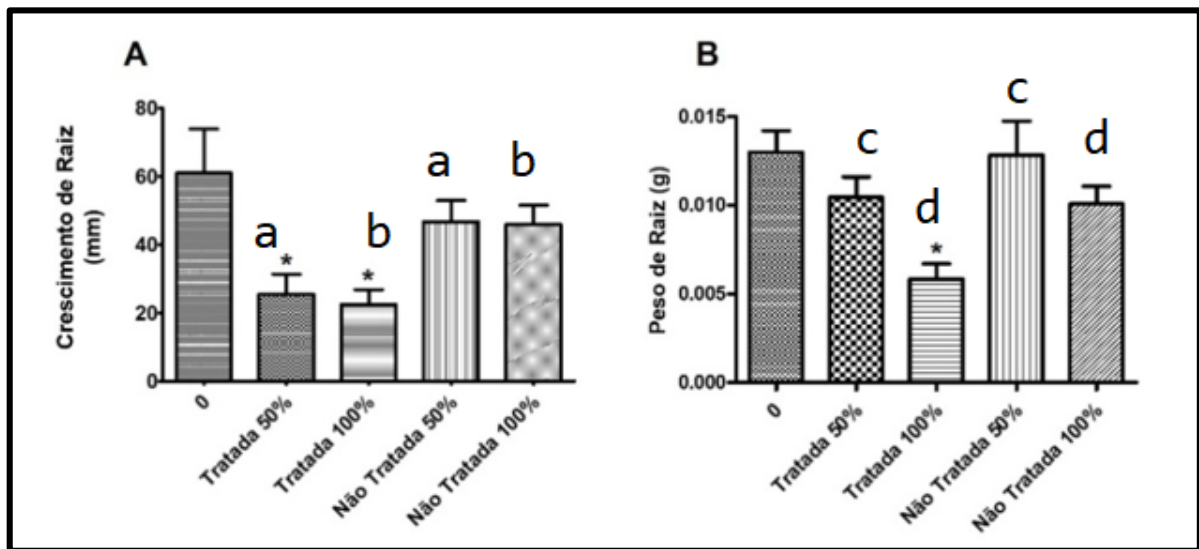 A
Crescimento de Raiz
(mm)
80
60
40
20
0
a
*
b
*
a
b
0
Tratada 50%
Tratada 100%
Não Tratada 50%
Não Tratada 100%
B
Peso de Raiz (g)
0.015
0.010
0.005
0.000
c
d
*
c
d
0
Tratada 50%
Tratada 100%
Não Tratada 50%
Não Tratada 100%